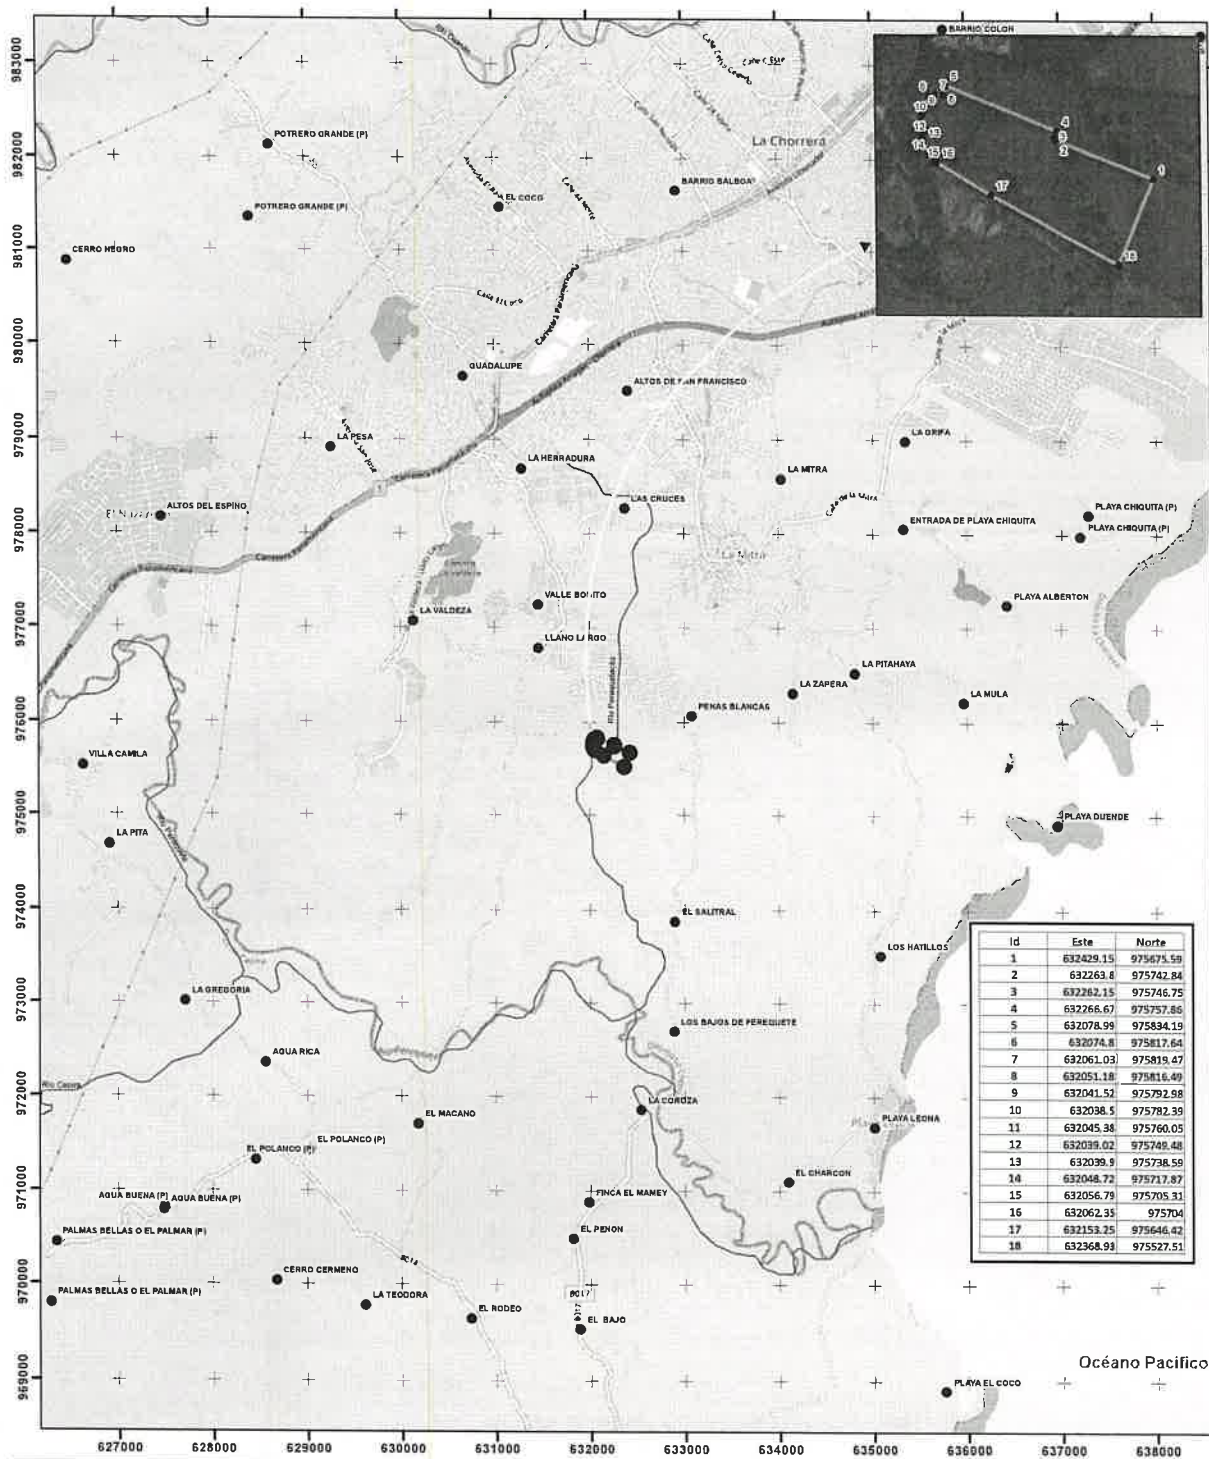 BARRIO COLON
983000
982000
981000
980000
979000
978000
977000
976000
975000
974000
973000
972000
971000
970000
969000
La Chorrera
POTRERO GRANDE (P)
BARRIO BALBOA
EL COCO
POTRERO GRANDE (P)
CERRO NEGRO
Carretera Panamericana
GUADALUPE
LA PESA
LA HERRADURA
LA MITRA
LA GRIFA
LAS CRUCES
ALTOS DEL ESPINO
ENTRADA DE PLAYA CHIQUITA
PLAYA CHIQUITA (P)
PLAYA CHIQUITA (P)
La Mitra
VALLE BONITO
LA VALDEZA
PLAYA ALBERTON
LLANO LARGO
LA PITAHAYA
LA ZAPERA
LA MULA
PENAS BLANCAS
VILLA CAMILA
LA PITA
PLAYA DUENDE
EL SALITRAL
LOS HATILLOS
LA GREGORIA
LOS BAJOS DE PEREQUETE
AGUA RICA
EL MACANO
LA COROZA
PLAYA LEONA
EL POLANCO (P)
EL POLANCO (P)
EL CHARCON
AGUA BUENA (P)
AGUA BUENA (P)
FINCA EL MAMEY
PALMAS BELLAS O EL PALMAR (P)
EL PENON
CERRO CERMENO
PALMAS BELLAS O EL PALMAR (P)
LA TEODORA
EL RODEO
EL BAJO
PLAYA EL COCO
Océano Pacífico
Id Este Norte
1 632429.15 975675.59
2 632263.8 975742.84
3 632262.15 975746.75
4 632266.67 975757.86
5 632078.99 975834.19
6 632074.8 975817.64
7 632061.03 975819.47
8 632051.18 975816.49
9 632041.52 975792.98
10 632038.5 975782.39
11 632045.38 975760.05
12 632039.02 975749.48
13 632039.9 975738.59
14 632048.72 975717.87
15 632056.79 975705.31
16 632062.35 975704
17 632153.25 975646.42
18 632368.93 975527.51
627000 628000 629000 630000 631000 632000 633000 634000 635000 636000 637000 638000